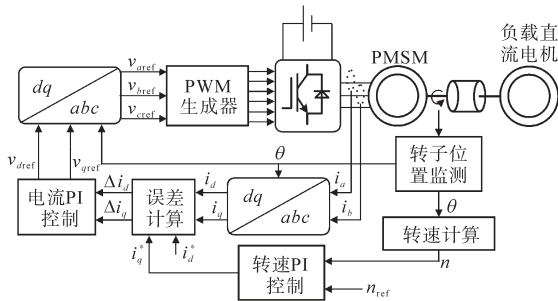 负载直
流电机
PMSM
v_aref
v_bref
v_cref
dq
abc
PWM
生成器
v_dref
v_qref
θ
转子位
置监测
电流PI
控制
Δi_d
Δi_q
误差
计算
i_d
i_q
dq
abc
i_a
i_b
θ
转速计算
i_q^*
i_d^*
转速PI
控制
n
n_ref